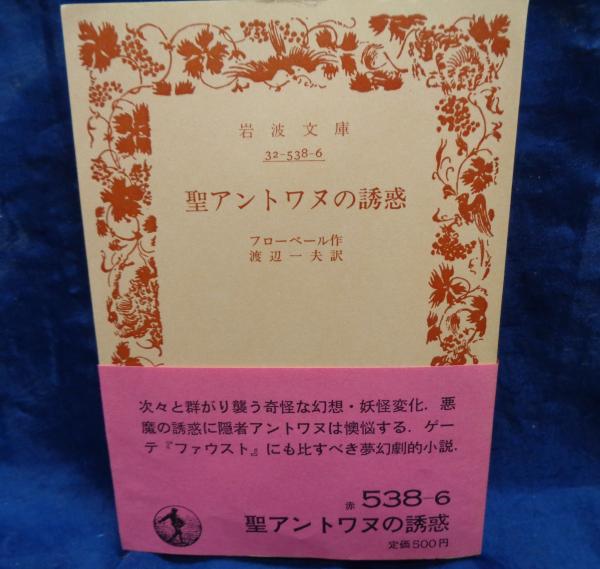 岩波文庫
32-538-6
聖アントワヌの誘惑
フローベール作
渡辺一夫訳
次々と群がり襲う奇怪な幻想・妖怪変化．悪
魔の誘惑に隠者アントワヌは懊悩する．ゲー
テ『ファウスト』にも比すべき夢幻劇的小説．
赤 538-6
聖アントワヌの誘惑
定価500円